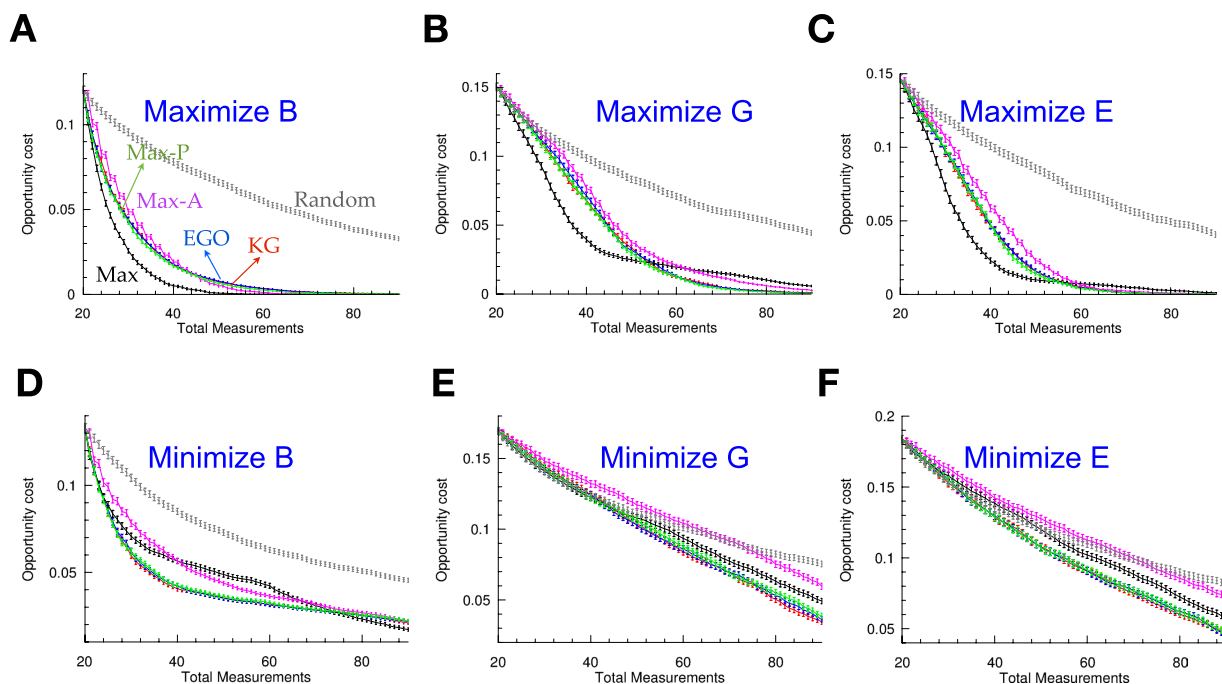 A
B
C
Maximize B
Maximize G
Maximize E
Opportunity cost
0.1
0.05
0
Max-P
Max-A
Random
EGO
KG
Max
20
40
60
80
Total Measurements
Opportunity cost
0.15
0.1
0.05
0
20
40
60
80
Total Measurements
Opportunity cost
0.15
0.1
0.05
0
20
40
60
80
Total Measurements
D
E
F
Minimize B
Minimize G
Minimize E
Opportunity cost
0.1
0.05
20
40
60
80
Total Measurements
Opportunity cost
0.15
0.1
0.05
20
40
60
80
Total Measurements
Opportunity cost
0.2
0.15
0.1
0.05
20
40
60
80
Total Measurements